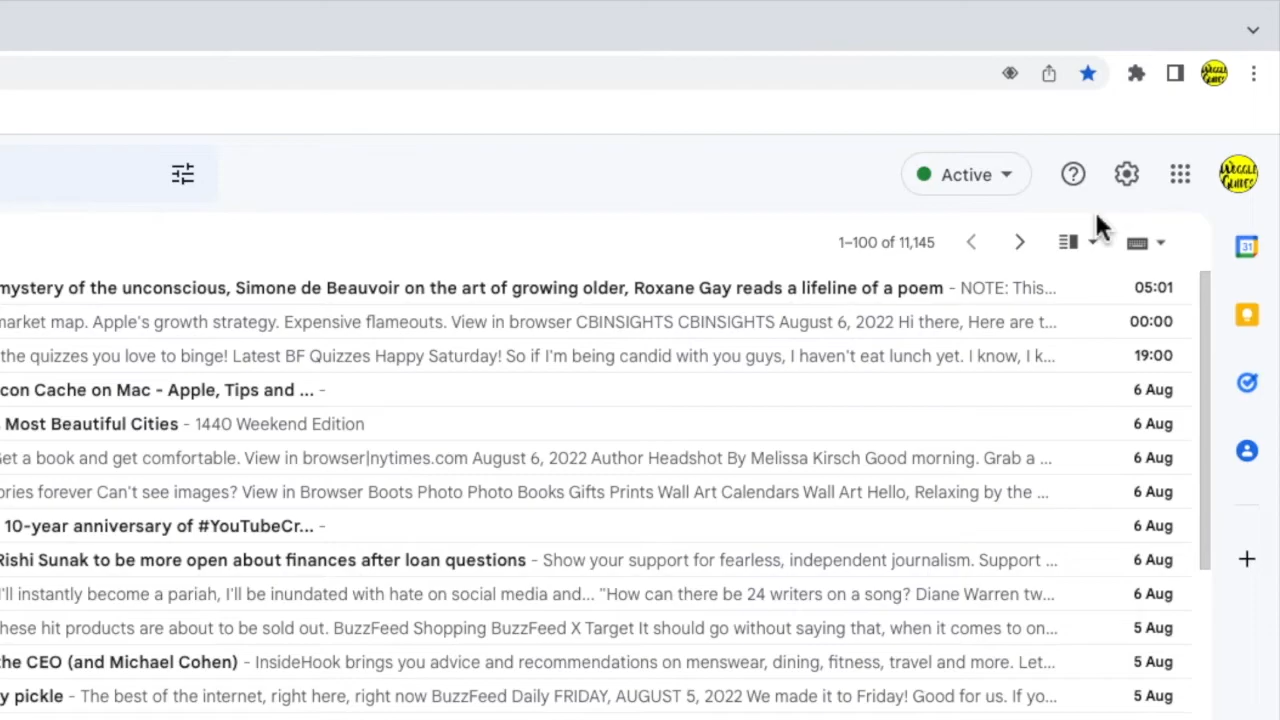 WOGGLE
Active
WOGGLE GUIDES
1–100 of 11,145
31
mystery of the unconscious, Simone de Beauvoir on the art of growing older, Roxane Gay reads a lifeline of a poem - NOTE: This... 05:01
market map. Apple's growth strategy. Expensive flameouts. View in browser CBINSIGHTS CBINSIGHTS August 6, 2022 Hi there, Here are t... 00:00
the quizzes you love to binge! Latest BF Quizzes Happy Saturday! So if I'm being candid with you guys, I haven't eat lunch yet. I know, I k... 19:00
con Cache on Mac - Apple, Tips and ... - 6 Aug
Most Beautiful Cities - 1440 Weekend Edition 6 Aug
Get a book and get comfortable. View in browser|nytimes.com August 6, 2022 Author Headshot By Melissa Kirsch Good morning. Grab a ... 6 Aug
ories forever Can't see images? View in Browser Boots Photo Photo Books Gifts Prints Wall Art Calendars Wall Art Hello, Relaxing by the ... 6 Aug
10-year anniversary of #YouTubeCr... - 6 Aug
Rishi Sunak to be more open about finances after loan questions - Show your support for fearless, independent journalism. Support ... 6 Aug
I'll instantly become a pariah, I'll be inundated with hate on social media and... "How can there be 24 writers on a song? Diane Warren tw... 6 Aug
hese hit products are about to be sold out. BuzzFeed Shopping BuzzFeed X Target It should go without saying that, when it comes to on... 5 Aug
the CEO (and Michael Cohen) - InsideHook brings you advice and recommendations on menswear, dining, fitness, travel and more. Let... 5 Aug
y pickle - The best of the internet, right here, right now BuzzFeed Daily FRIDAY, AUGUST 5, 2022 We made it to Friday! Good for us. If yo... 5 Aug